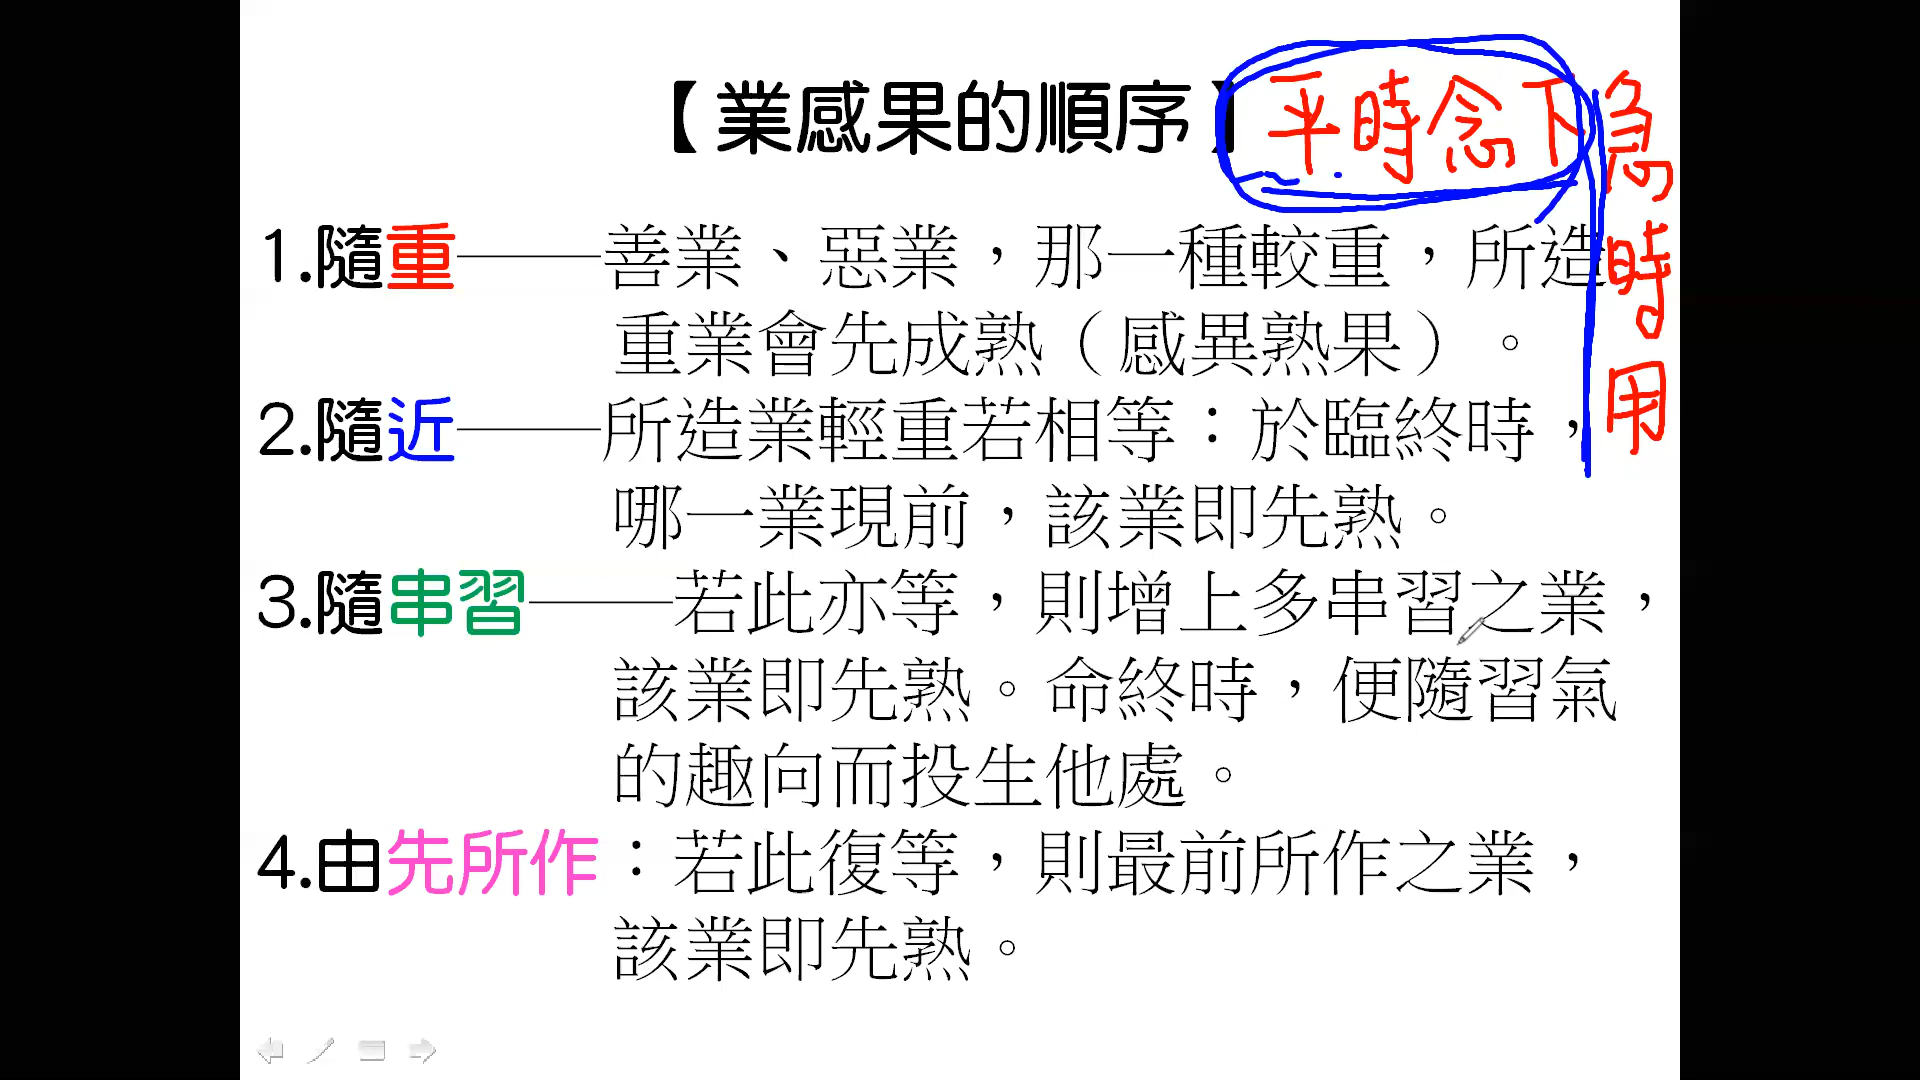 【業感果的順序】平時念下
急時用
1.隨重——善業、惡業，那一種較重，所造
重業會先成熟（感異熟果）。
2.隨近——所造業輕重若相等：於臨終時，
哪一業現前，該業即先熟。
3.隨串習——若此亦等，則增上多串習之業，
該業即先熟。命終時，便隨習氣
的趣向而投生他處。
4.由先所作：若此復等，則最前所作之業，
該業即先熟。